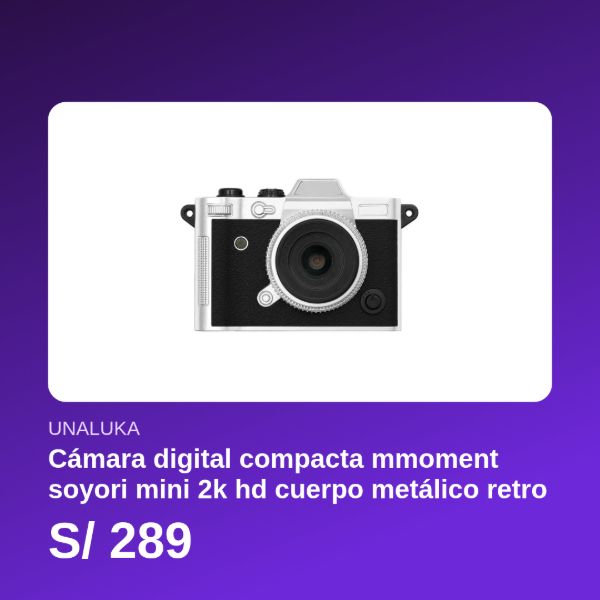 UNALUKA
Cámara digital compacta mmoment
soyori mini 2k hd cuerpo metálico retro
S/ 289